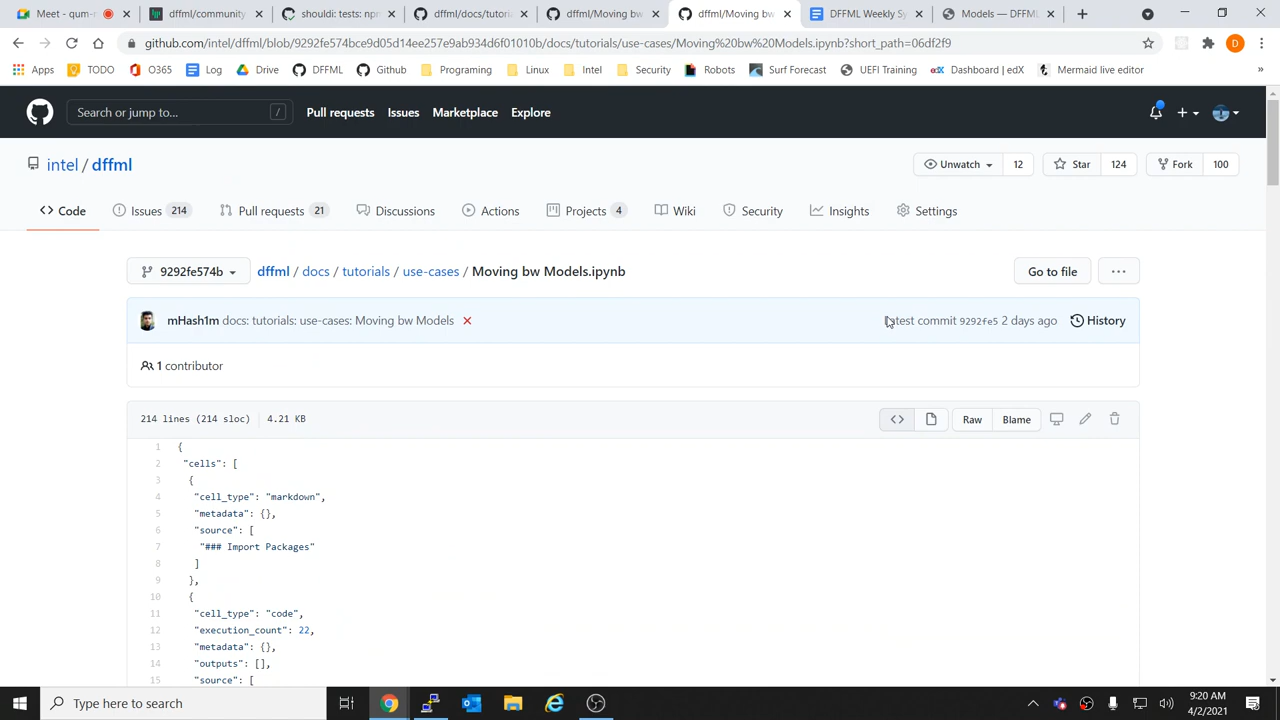 Meet - qum-m
dffml/community
shouldi: tests: npm
dffml/docs/tutori
dffml/Moving bw
dffml/Moving bw
DFFML Weekly Sy
Models — DFFML
github.com/intel/dffml/blob/9292fe574bce9d05d14ee257e9ab93d6f01010b/docs/tutorials/use-cases/Moving%20bw%20Models.ipynb?short_path=06df2f9
Apps TODO O365 Log Drive DFFML Github Programing Linux Intel Security Robots Surf Forecast UEFI Training Dashboard | edX Mermaid live editor »
Search or jump to... / Pull requests Issues Marketplace Explore
intel / dffml Unwatch 12 Star 124 Fork 100
Code Issues 214 Pull requests 21 Discussions Actions Projects 4 Wiki Security Insights Settings
9292fe574b dffml / docs / tutorials / use-cases / Moving bw Models.ipynb Go to file ...
mHash1m docs: tutorials: use-cases: Moving bw Models Latest commit 9292fe5 2 days ago History
1 contributor
214 lines (214 sloc) 4.21 KB Raw Blame
1 {
2 "cells": [
3 {
4 "cell_type": "markdown",
5 "metadata": {},
6 "source": [
7 "### Import Packages"
8 ]
9 },
10 {
11 "cell_type": "code",
12 "execution_count": 22,
13 "metadata": {},
14 "outputs": [],
15 "source": [
Type here to search
9:20 AM
4/2/2021